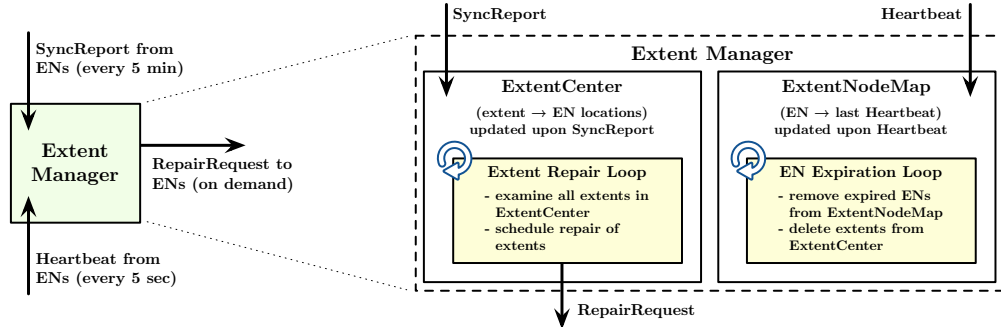 SyncReport from
ENs (every 5 min)
Extent
Manager
RepairRequest to
ENs (on demand)
Heartbeat from
ENs (every 5 sec)
SyncReport
Heartbeat
Extent Manager
ExtentCenter
(extent → EN locations)
updated upon SyncReport
Extent Repair Loop
- examine all extents in
ExtentCenter
- schedule repair of
extents
RepairRequest
ExtentNodeMap
(EN → last Heartbeat)
updated upon Heartbeat
EN Expiration Loop
- remove expired ENs
from ExtentNodeMap
- delete extents from
ExtentCenter